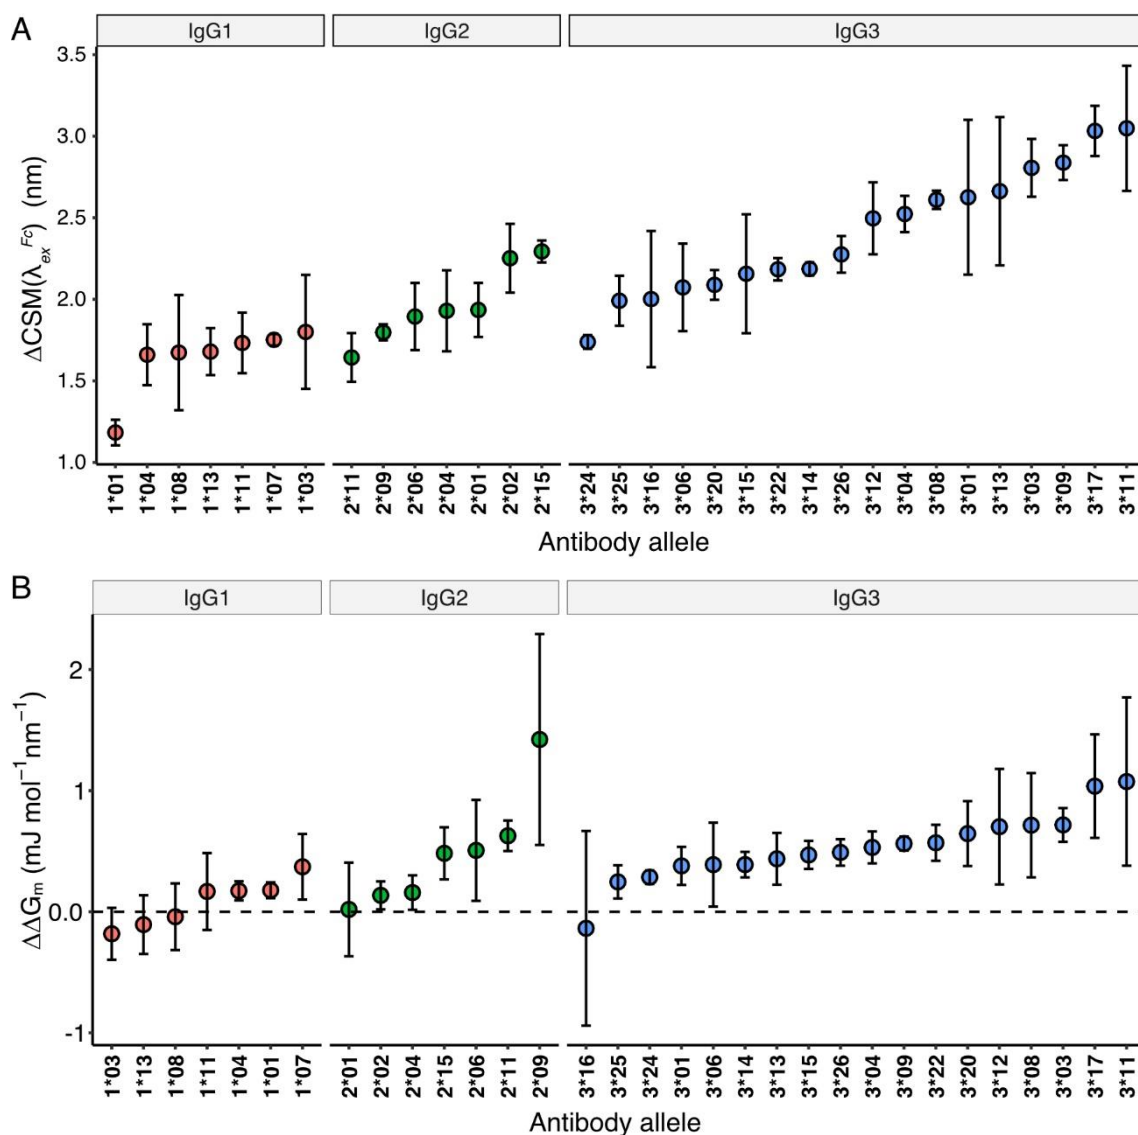 A
IgG1 IgG2 IgG3
ΔCSM(λ_ex^Fc) (nm)
3.5
3.0
2.5
2.0
1.5
1.0
1*01 1*04 1*08 1*13 1*11 1*07 1*03 2*11 2*09 2*06 2*04 2*01 2*02 2*15 3*24 3*25 3*16 3*06 3*20 3*15 3*22 3*14 3*26 3*12 3*04 3*08 3*01 3*13 3*03 3*09 3*17 3*11
Antibody allele
B
IgG1 IgG2 IgG3
ΔΔGₘ (mJ mol⁻¹nm⁻¹)
2
1
0.0
-1
1*03 1*13 1*08 1*11 1*04 1*01 1*07 2*01 2*02 2*04 2*15 2*06 2*11 2*09 3*16 3*25 3*24 3*01 3*06 3*14 3*13 3*15 3*26 3*04 3*09 3*22 3*20 3*12 3*08 3*03 3*17 3*11
Antibody allele